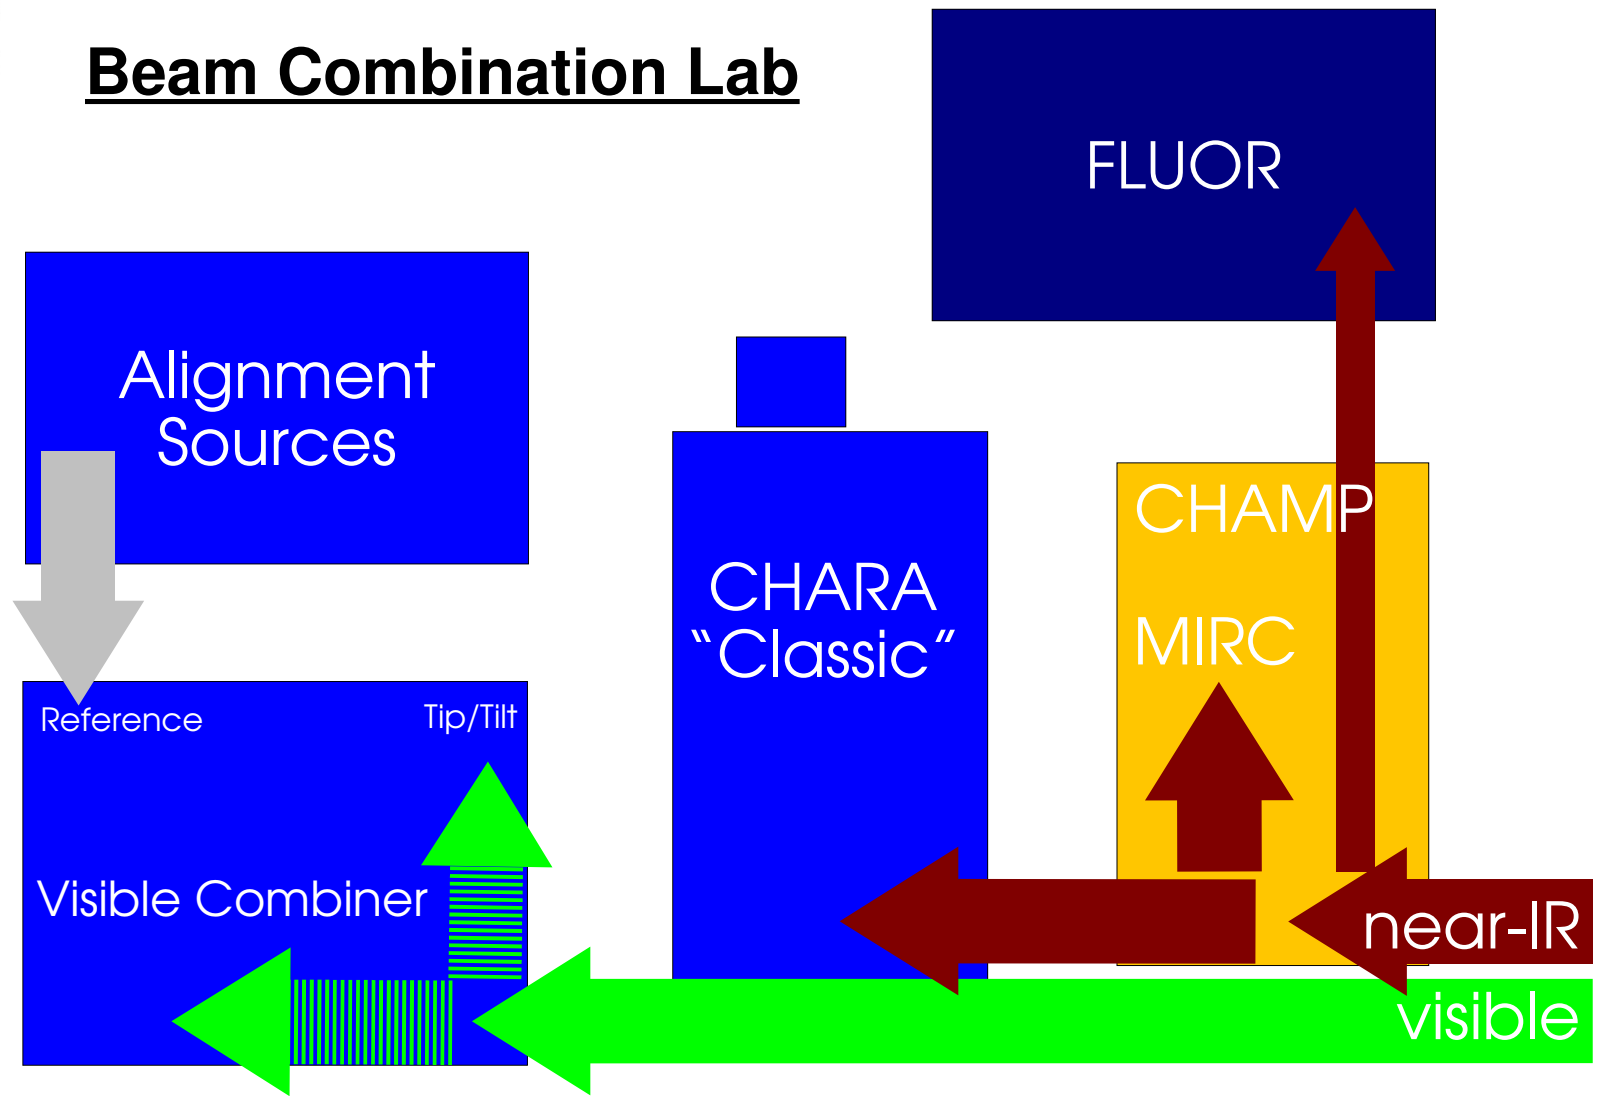 Beam Combination Lab
FLUOR
Alignment
Sources
CHAMP
CHARA
“Classic”
MIRC
Reference
Tip/Tilt
Visible Combiner
near-IR
visible